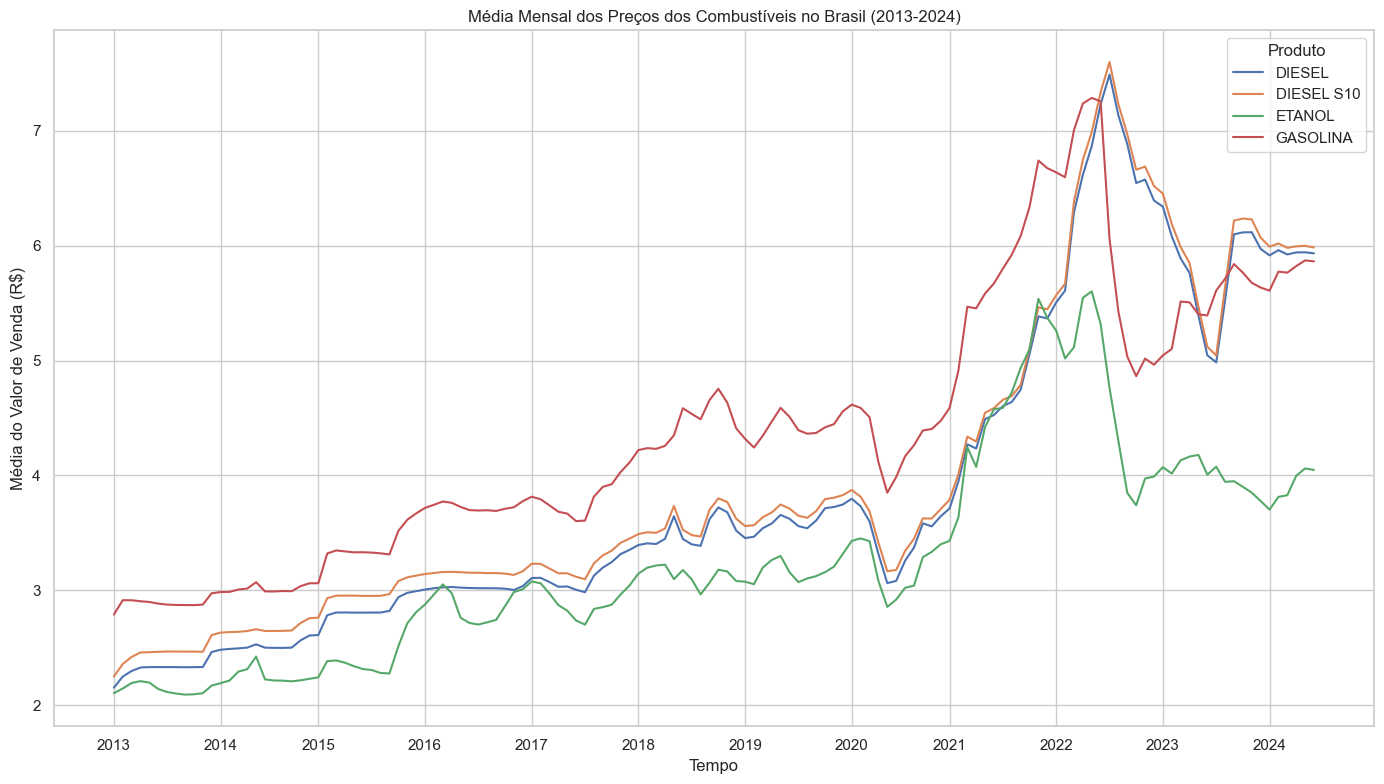 Média Mensal dos Preços dos Combustíveis no Brasil (2013-2024)
Produto
DIESEL
DIESEL S10
ETANOL
GASOLINA
Média do Valor de Venda (R$)
7
6
5
4
3
2
2013 2014 2015 2016 2017 2018 2019 2020 2021 2022 2023 2024
Tempo